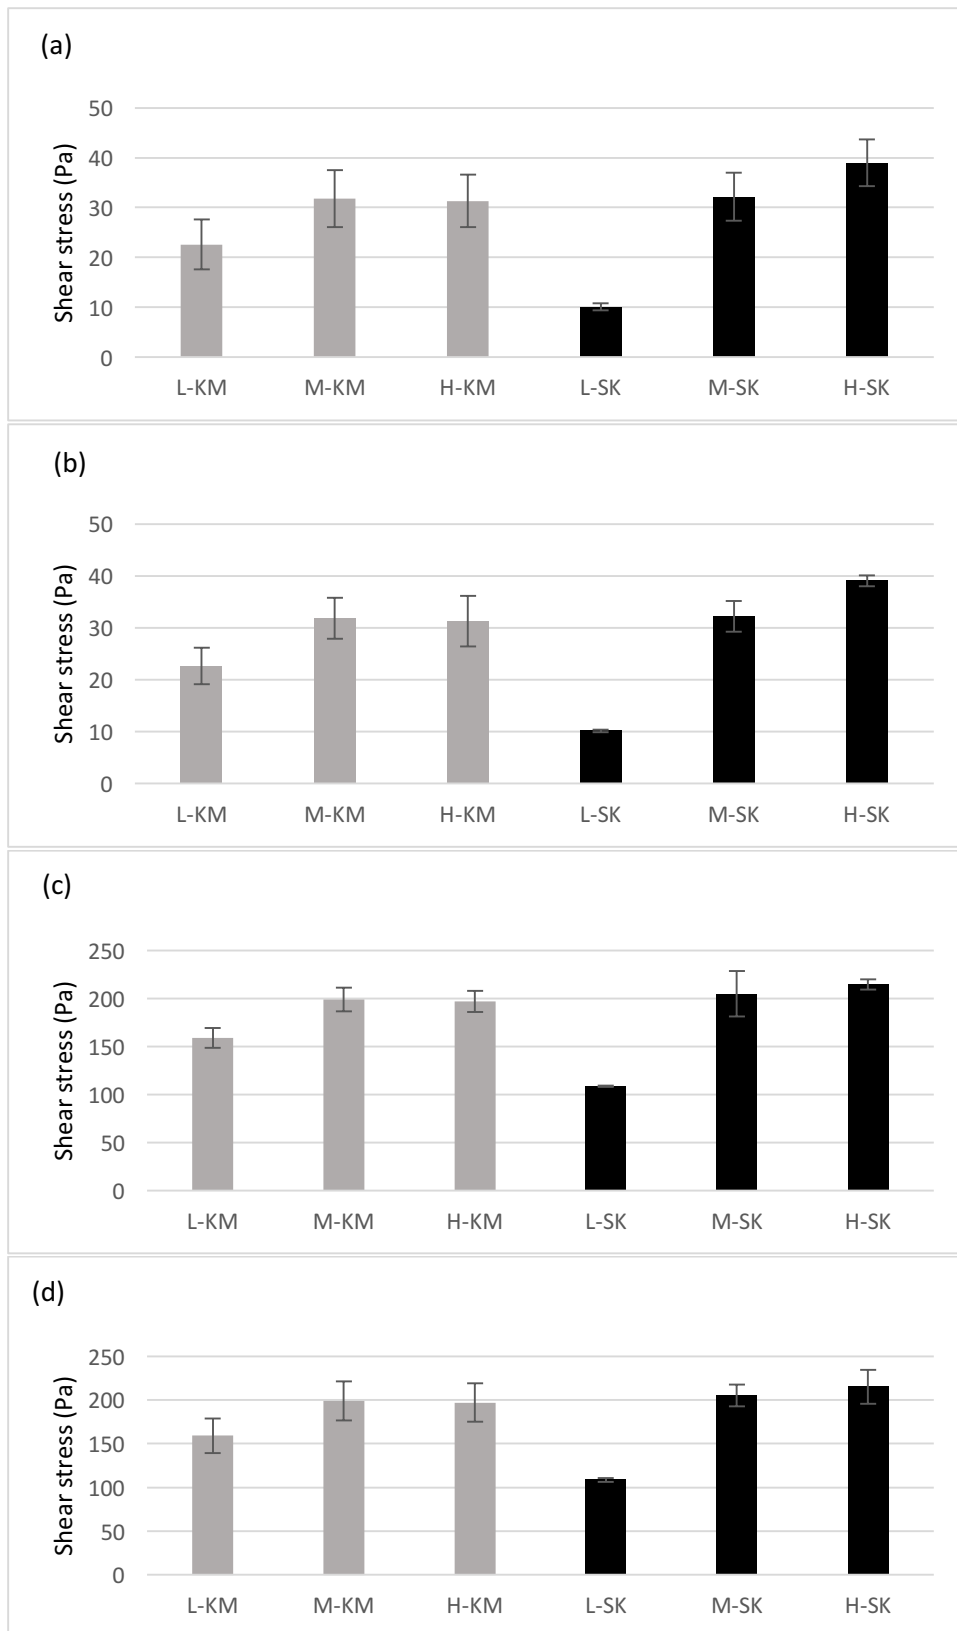 (a)
50
40
30
20
10
0
Shear stress (Pa)
L-KM M-KM H-KM L-SK M-SK H-SK
(b)
50
40
30
20
10
0
Shear stress (Pa)
L-KM M-KM H-KM L-SK M-SK H-SK
(c)
250
200
150
100
50
0
Shear stress (Pa)
L-KM M-KM H-KM L-SK M-SK H-SK
(d)
250
200
150
100
50
0
Shear stress (Pa)
L-KM M-KM H-KM L-SK M-SK H-SK